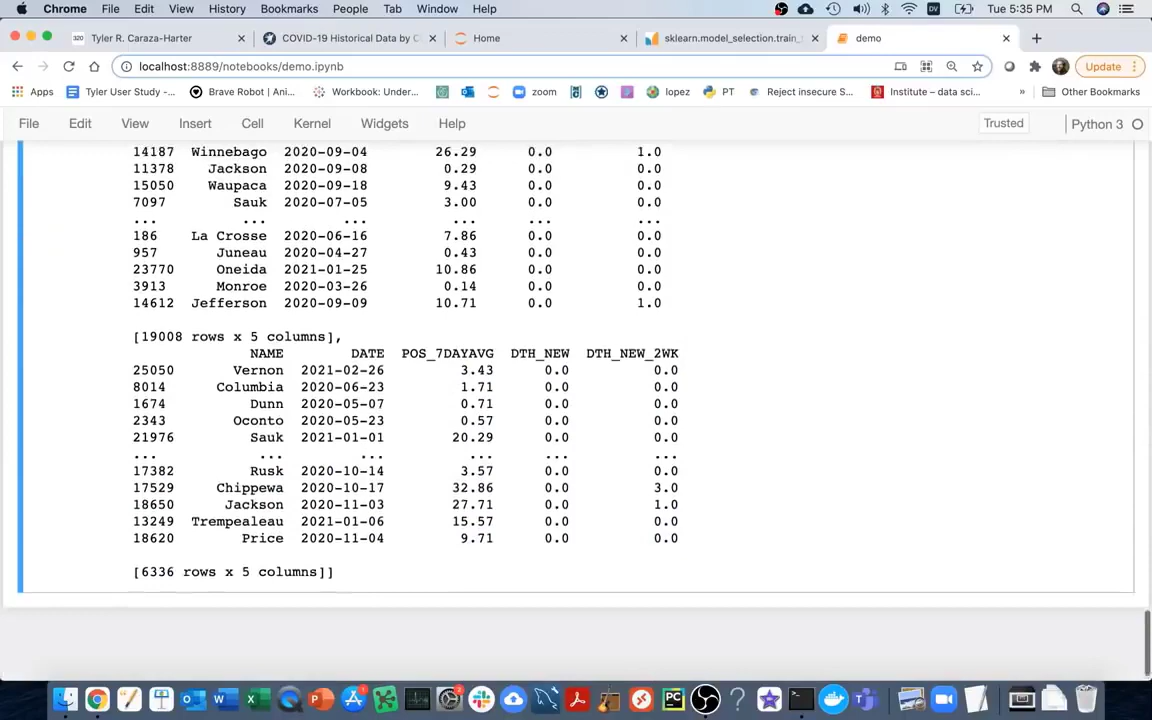 Chrome File Edit View History Bookmarks People Tab Window Help Tue 5:35 PM
Tyler R. Caraza-Harter COVID-19 Historical Data by C Home sklearn.model_selection.train_ demo
localhost:8889/notebooks/demo.ipynb Update
Apps Tyler User Study -... Brave Robot | Ani... Workbook: Under... zoom lopez PT Reject insecure S... Institute – data sci... » Other Bookmarks
File Edit View Insert Cell Kernel Widgets Help Trusted Python 3
14187 Winnebago 2020-09-04 26.29 0.0 1.0
11378 Jackson 2020-09-08 0.29 0.0 0.0
15050 Waupaca 2020-09-18 9.43 0.0 0.0
7097 Sauk 2020-07-05 3.00 0.0 0.0
... ... ... ... ... ...
186 La Crosse 2020-06-16 7.86 0.0 0.0
957 Juneau 2020-04-27 0.43 0.0 0.0
23770 Oneida 2021-01-25 10.86 0.0 0.0
3913 Monroe 2020-03-26 0.14 0.0 0.0
14612 Jefferson 2020-09-09 10.71 0.0 1.0
[19008 rows x 5 columns],
NAME DATE POS_7DAYAVG DTH_NEW DTH_NEW_2WK
25050 Vernon 2021-02-26 3.43 0.0 0.0
8014 Columbia 2020-06-23 1.71 0.0 0.0
1674 Dunn 2020-05-07 0.71 0.0 0.0
2343 Oconto 2020-05-23 0.57 0.0 0.0
21976 Sauk 2021-01-01 20.29 0.0 0.0
... ... ... ... ... ...
17382 Rusk 2020-10-14 3.57 0.0 0.0
17529 Chippewa 2020-10-17 32.86 0.0 3.0
18650 Jackson 2020-11-03 27.71 0.0 1.0
13249 Trempealeau 2021-01-06 15.57 0.0 0.0
18620 Price 2020-11-04 9.71 0.0 0.0
[6336 rows x 5 columns]]